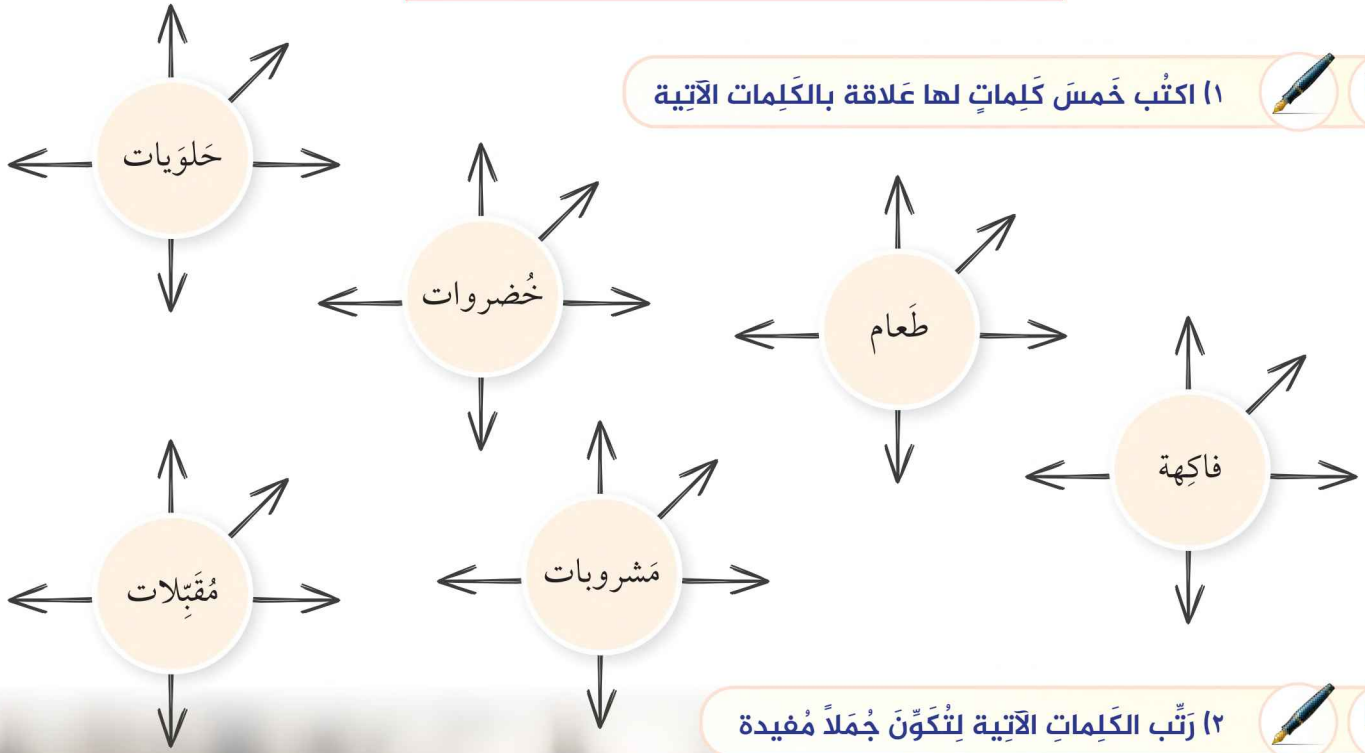 ١) اكتُب خَمسَ كَلِماتٍ لها عَلاقة بالكَلِمات الآتِية
حَلوَيات
خُضروات
طَعام
فاكِهة
مَشروبات
مُقَبِّلات
٢) رَتِّب الكَلِماتِ الآتِية لِتُكَوِّنَ جُمَلاً مُفيدة